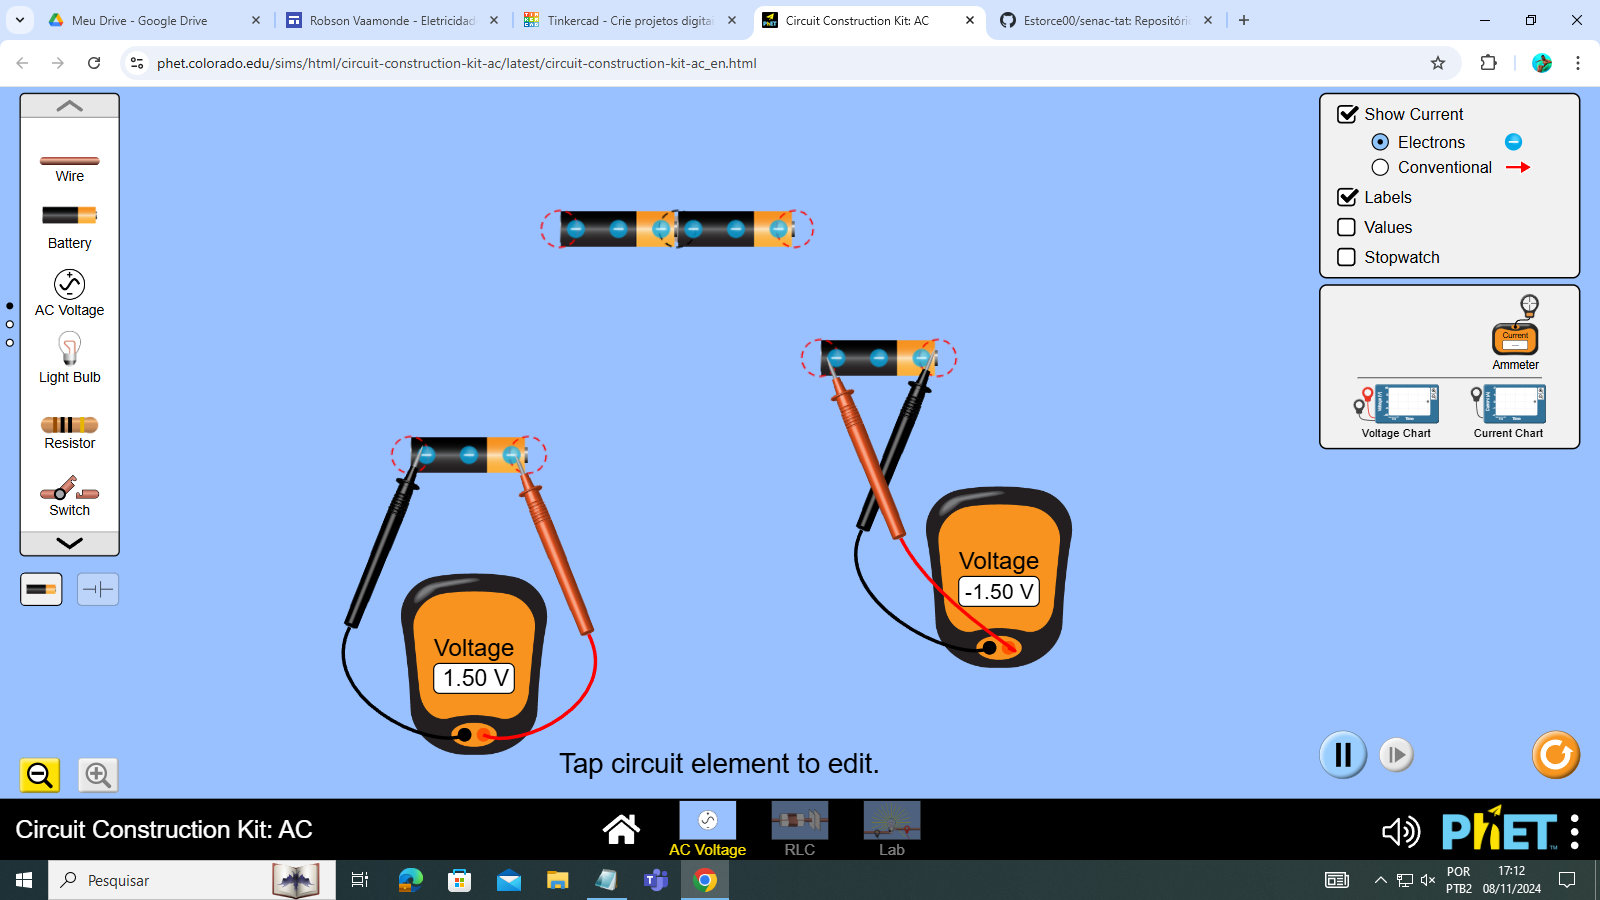 Meu Drive - Google Drive
Robson Vaamonde - Eletricidad
Tinkercad - Crie projetos digita
Circuit Construction Kit: AC
Estorce00/senac-tat: Repositóri
phet.colorado.edu/sims/html/circuit-construction-kit-ac/latest/circuit-construction-kit-ac_en.html
Wire
Battery
AC Voltage
Light Bulb
Resistor
Switch
Show Current
Electrons
Conventional
Labels
Values
Stopwatch
Current
Ammeter
Voltage (V)
Time
Voltage Chart
Current (A)
Time
Current Chart
Voltage
1.50 V
Voltage
-1.50 V
Tap circuit element to edit.
Circuit Construction Kit: AC
AC Voltage
RLC
Lab
PhET
Pesquisar
POR
PTB2
17:12
08/11/2024